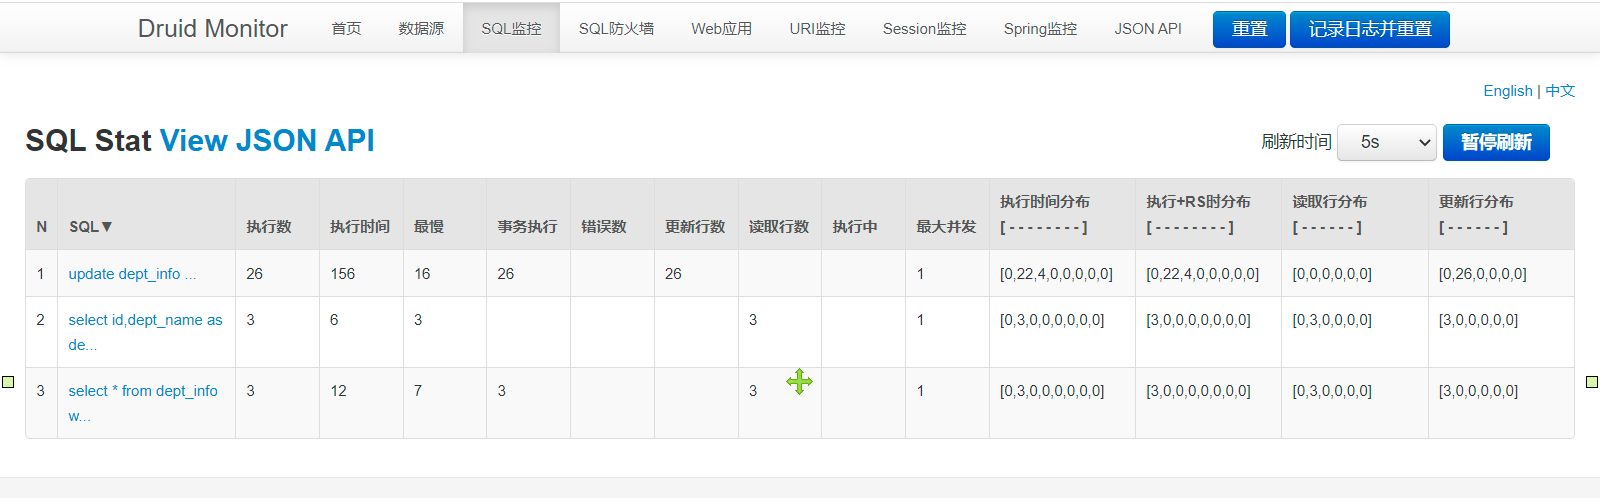 Druid Monitor 首页 数据源 SQL监控 SQL防火墙 Web应用 URI监控 Session监控 Spring监控 JSON API 重置 记录日志并重置
English | 中文
SQL Stat View JSON API 刷新时间 5s 暂停刷新
N SQL▼ 执行数 执行时间 最慢 事务执行 错误数 更新行数 读取行数 执行中 最大并发 执行时间分布 执行+RS时分布 读取行分布 更新行分布
[ - - - - - - - - ] [ - - - - - - - - ] [ - - - - - - ] [ - - - - - - ]
1 update dept_info ... 26 156 16 26 26 1 [0,22,4,0,0,0,0,0] [0,22,4,0,0,0,0,0] [0,0,0,0,0,0] [0,26,0,0,0,0]
2 select id,dept_name as 3 6 3 3 1 [0,3,0,0,0,0,0,0] [3,0,0,0,0,0,0,0] [0,3,0,0,0,0] [3,0,0,0,0,0]
de...
3 select * from dept_info 3 12 7 3 3 1 [0,3,0,0,0,0,0,0] [3,0,0,0,0,0,0,0] [0,3,0,0,0,0] [3,0,0,0,0,0]
w...